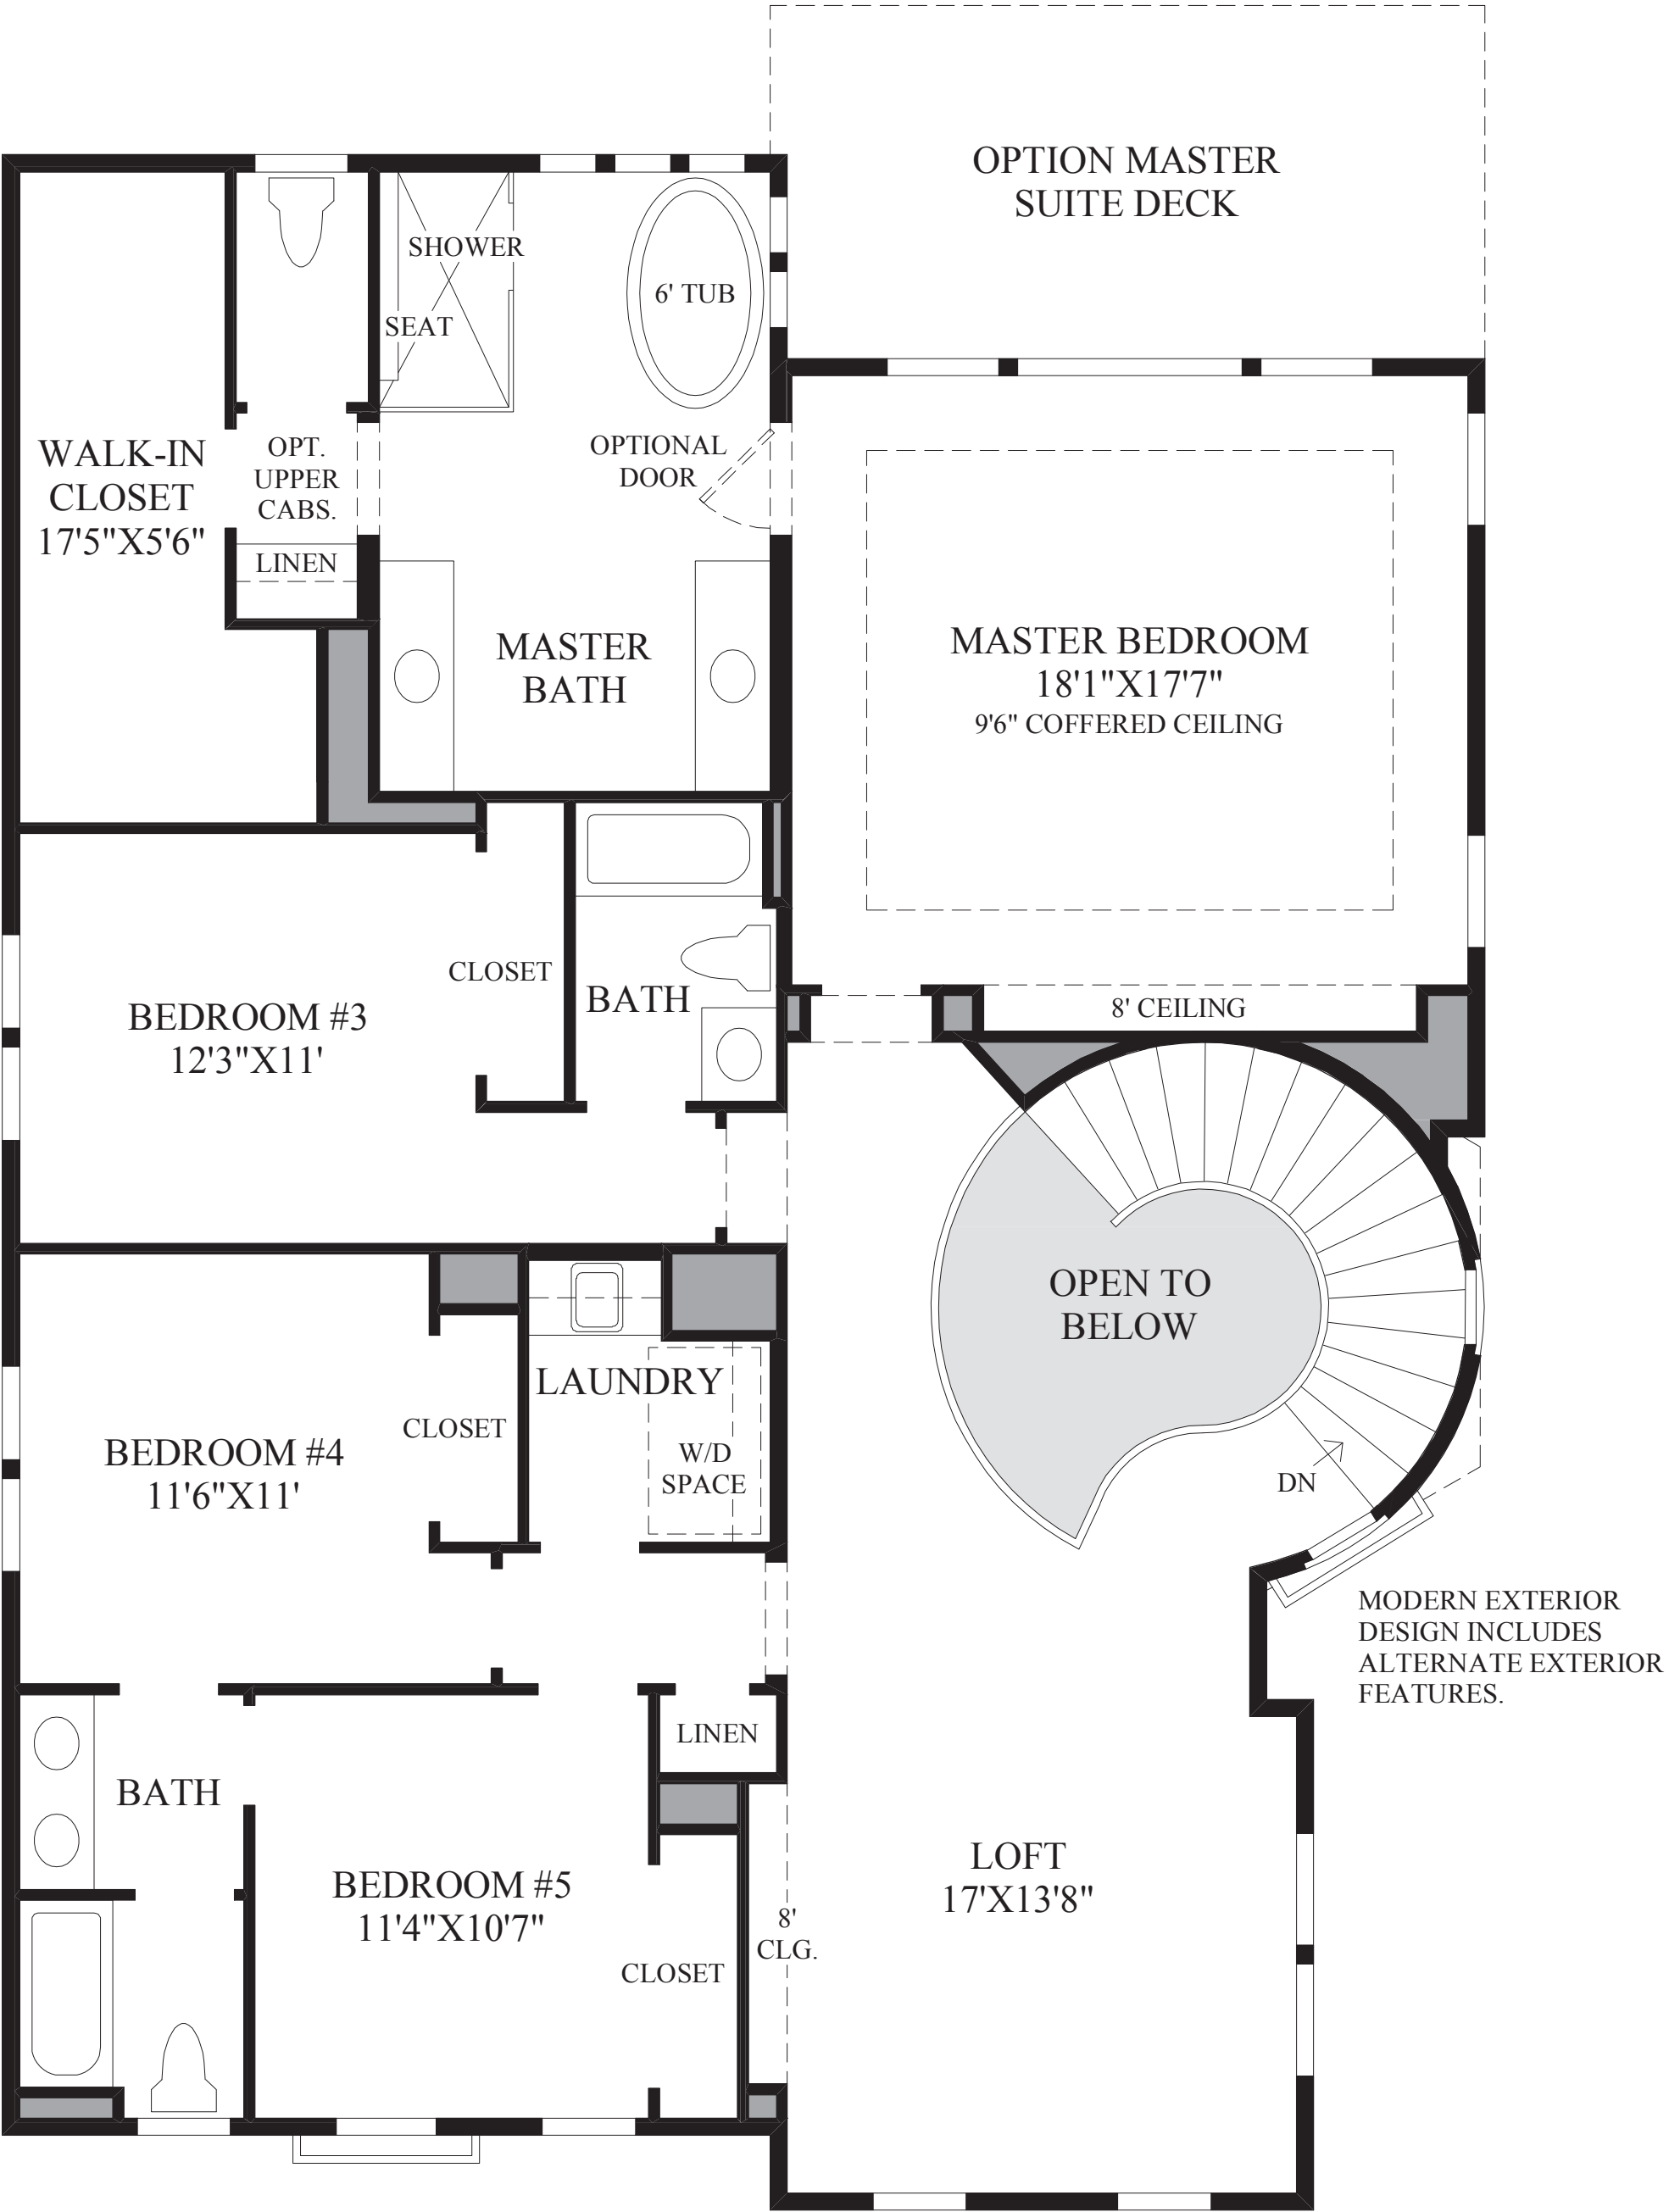 OPTION MASTER
SUITE DECK
SHOWER
SEAT
6' TUB
WALK-IN
CLOSET
17'5"X5'6"
OPT.
UPPER
CABS.
LINEN
OPTIONAL
DOOR
MASTER
BATH
MASTER BEDROOM
18'1"X17'7"
9'6" COFFERED CEILING
CLOSET
BATH
8' CEILING
BEDROOM #3
12'3"X11'
OPEN TO
BELOW
LAUNDRY
CLOSET
W/D
SPACE
BEDROOM #4
11'6"X11'
DN
MODERN EXTERIOR
DESIGN INCLUDES
ALTERNATE EXTERIOR
FEATURES.
LINEN
BATH
LOFT
17'X13'8"
BEDROOM #5
11'4"X10'7"
8'
CLG.
CLOSET